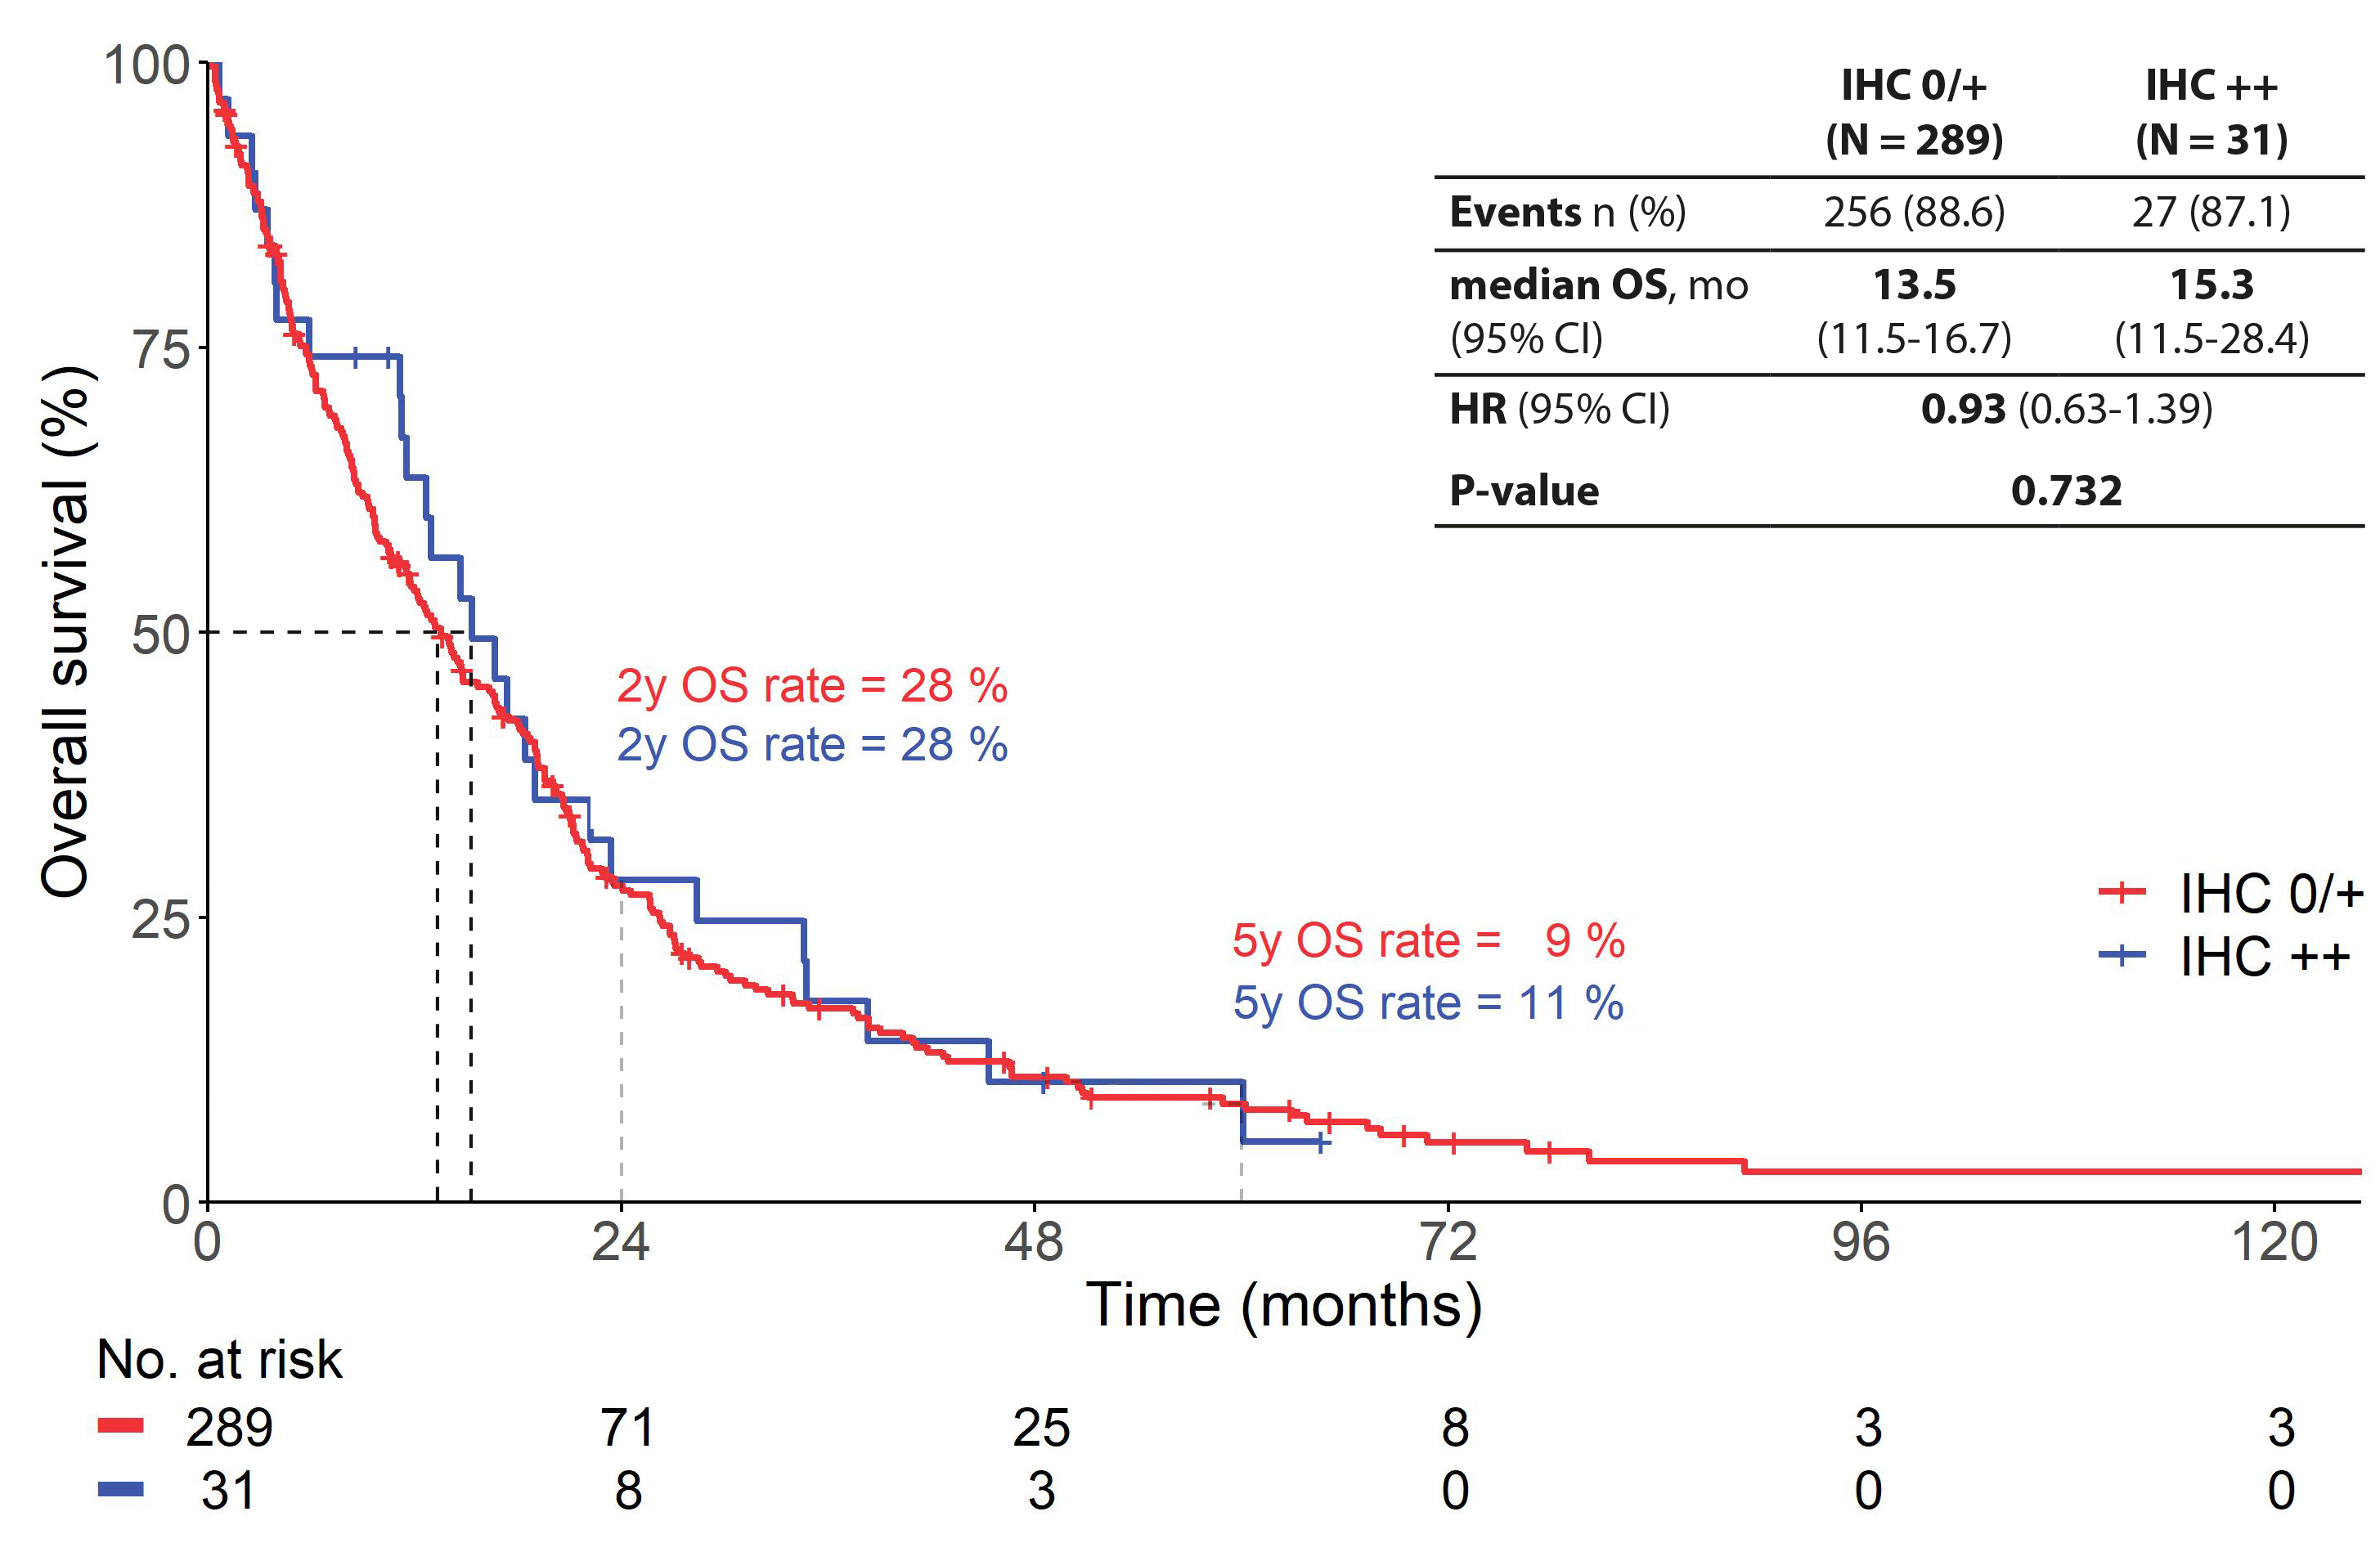 100
75
50
25
0
Overall survival (%)
IHC 0/+ IHC ++
(N = 289) (N = 31)
Events n (%) 256 (88.6) 27 (87.1)
median OS, mo 13.5 15.3
(95% CI) (11.5-16.7) (11.5-28.4)
HR (95% CI) 0.93 (0.63-1.39)
P-value 0.732
2y OS rate = 28 %
2y OS rate = 28 %
5y OS rate = 9 %
5y OS rate = 11 %
IHC 0/+
IHC ++
0 24 48 72 96 120
Time (months)
No. at risk
289 71 25 8 3 3
31 8 3 0 0 0